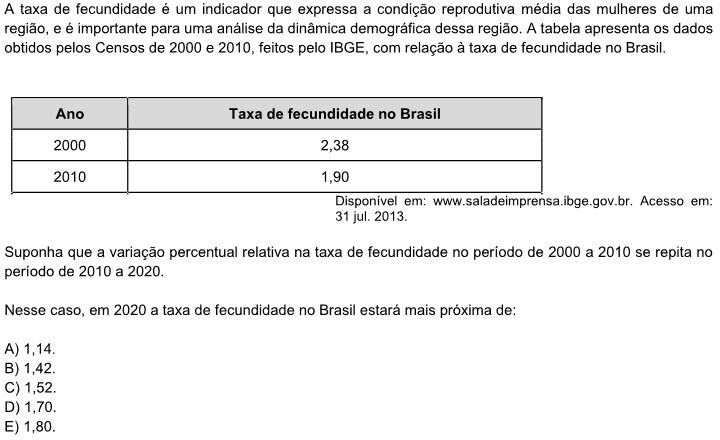 A taxa de fecundidade é um indicador que expressa a condição reprodutiva média das mulheres de uma
região, e é importante para uma análise da dinâmica demográfica dessa região. A tabela apresenta os dados
obtidos pelos Censos de 2000 e 2010, feitos pelo IBGE, com relação à taxa de fecundidade no Brasil.
Ano Taxa de fecundidade no Brasil
2000 2,38
2010 1,90
Disponível em: www.saladeimprensa.ibge.gov.br. Acesso em:
31 jul. 2013.
Suponha que a variação percentual relativa na taxa de fecundidade no período de 2000 a 2010 se repita no
período de 2010 a 2020.
Nesse caso, em 2020 a taxa de fecundidade no Brasil estará mais próxima de:
A) 1,14.
B) 1,42.
C) 1,52.
D) 1,70.
E) 1,80.